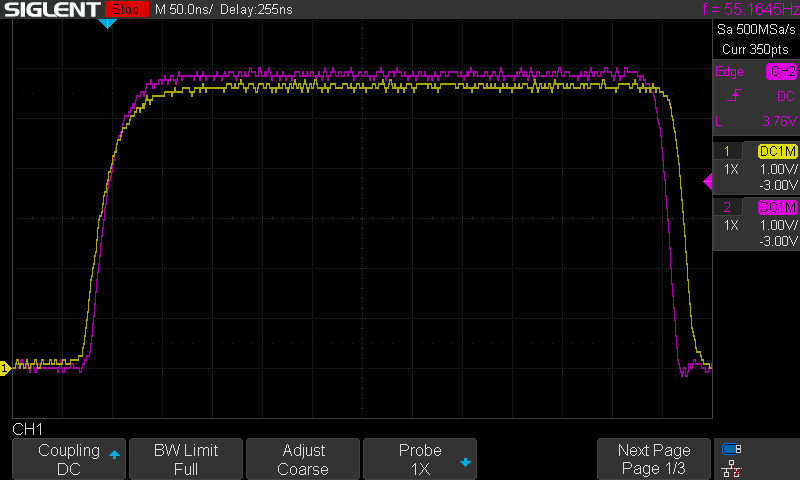 SIGLENT Stop M 50.0ns/ Delay:255ns f = 55.1645Hz
Sa 500MSa/s
Curr 350pts
Edge CH2
DC
L 3.76V
1 DC1M
1X 1.00V/
-3.00V
2 DC1M
1X 1.00V/
-3.00V
1
CH1
Coupling
DC
BW Limit
Full
Adjust
Coarse
Probe
1X
Next Page
Page 1/3